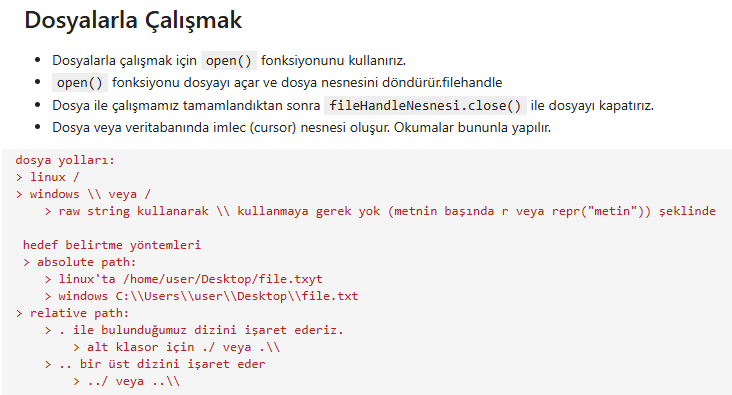 Dosyalarla Çalışmak
• Dosyalarla çalışmak için open() fonksiyonunu kullanırız.
• open() fonksiyonu dosyayı açar ve dosya nesnesini döndürür.filehandle
• Dosya ile çalışmamız tamamlandıktan sonra fileHandleNesnesi.close() ile dosyayı kapatırız.
• Dosya veya veritabanında imlec (cursor) nesnesi oluşur. Okumalar bununla yapılır.
dosya yolları:
> linux /
> windows \\ veya /
> raw string kullanarak \\ kullanmaya gerek yok (metnin başında r veya repr("metin")) şeklinde
hedef belirtme yöntemleri
> absolute path:
> linux'ta /home/user/Desktop/file.txyt
> windows C:\\Users\\user\\Desktop\\file.txt
> relative path:
> . ile bulunduğumuz dizini işaret ederiz.
> alt klasor için ./ veya .\\
> .. bir üst dizini işaret eder
> ../ veya ..\\